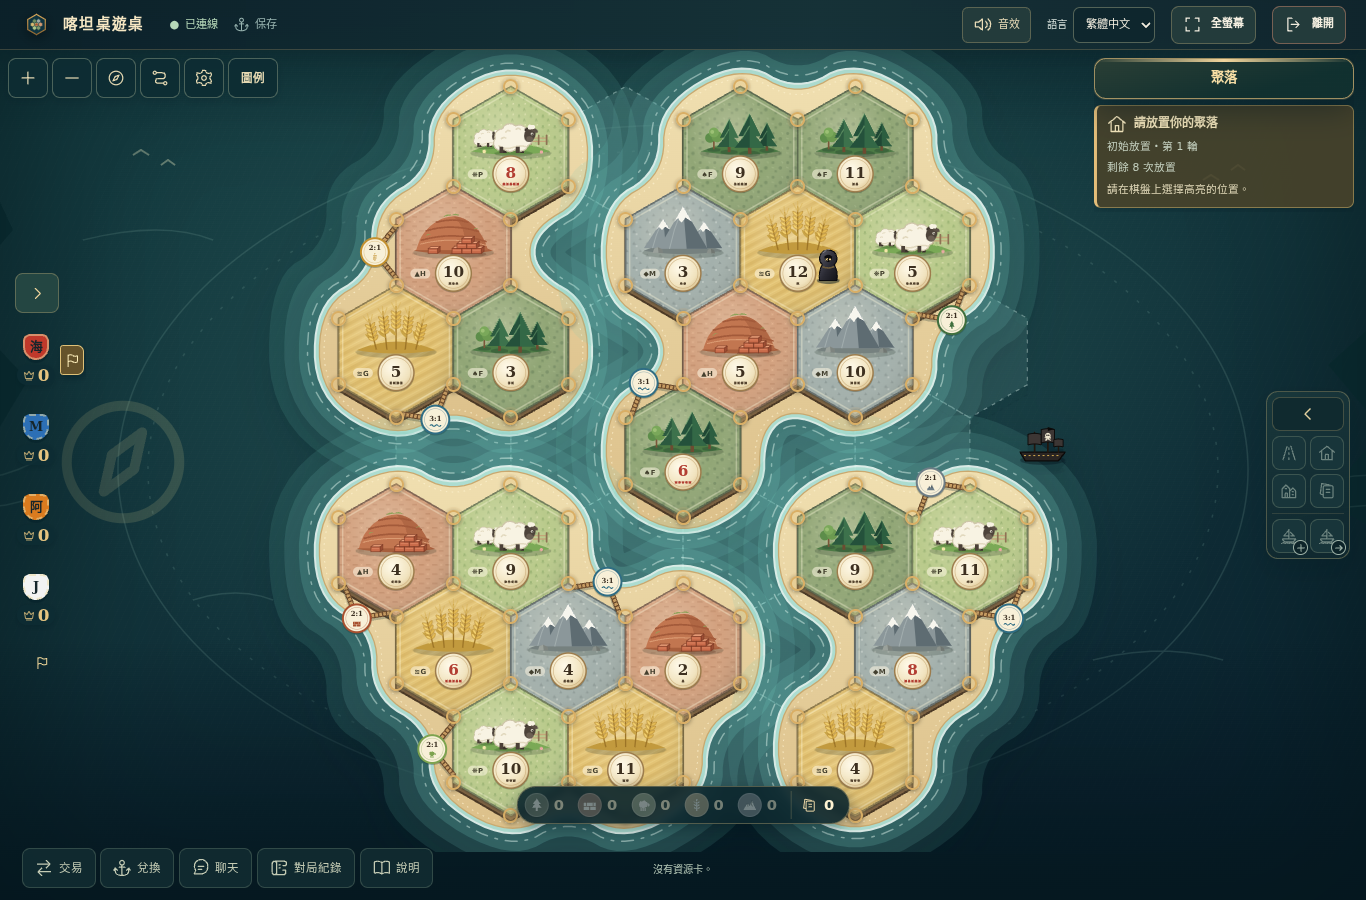 喀坦桌遊桌
已連線
保存
音效
語言
繁體中文
全螢幕
離開
圖例
聚落
請放置你的聚落
初始放置・第 1 輪
剩餘 8 次放置
請在棋盤上選擇高亮的位置。
海
0
M
0
阿
0
J
0
P
8
F
9
F
11
2:1
H
10
M
3
G
12
P
5
2:1
G
5
F
3
H
5
M
10
3:1
3:1
F
6
2:1
H
4
P
9
3:1
F
9
P
11
2:1
3:1
G
6
M
4
H
2
M
8
2:1
P
10
G
11
G
4
0
0
0
0
0
0
交易
兌換
聊天
對局紀錄
說明
沒有資源卡。